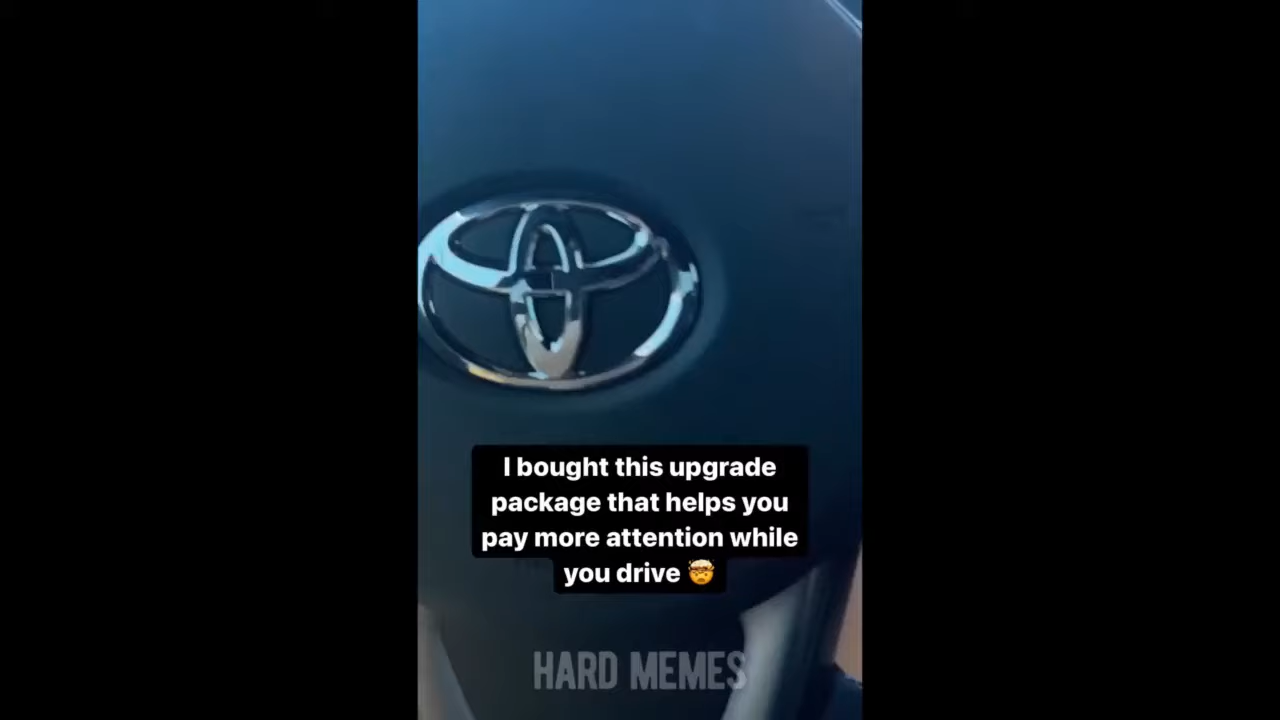 I bought this upgrade
package that helps you
pay more attention while
you drive 🤯
HARD MEMES